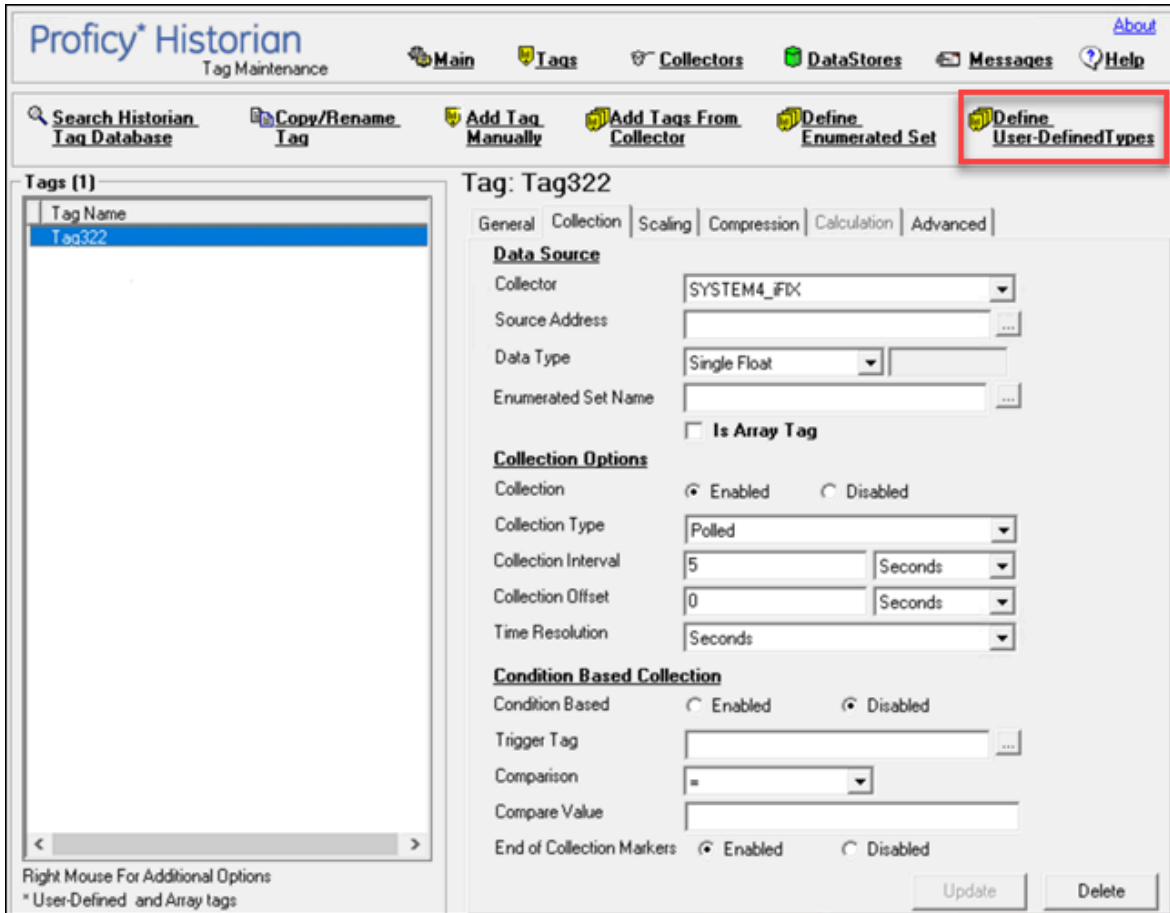 About
Proficy* Historian
Tag Maintenance
Main Tags Collectors DataStores Messages Help
Search Historian Tag Database
Copy/Rename Tag
Add Tag Manually
Add Tags From Collector
Define Enumerated Set
Define User-DefinedTypes
Tags (1)
Tag Name
Tag322
Right Mouse For Additional Options
* User-Defined and Array tags
Tag: Tag322
General Collection Scaling Compression Calculation Advanced
Data Source
Collector SYSTEM4_iFIX
Source Address ...
Data Type Single Float
Enumerated Set Name ...
Is Array Tag
Collection Options
Collection Enabled Disabled
Collection Type Polled
Collection Interval 5 Seconds
Collection Offset 0 Seconds
Time Resolution Seconds
Condition Based Collection
Condition Based Enabled Disabled
Trigger Tag ...
Comparison =
Compare Value
End of Collection Markers Enabled Disabled
Update Delete